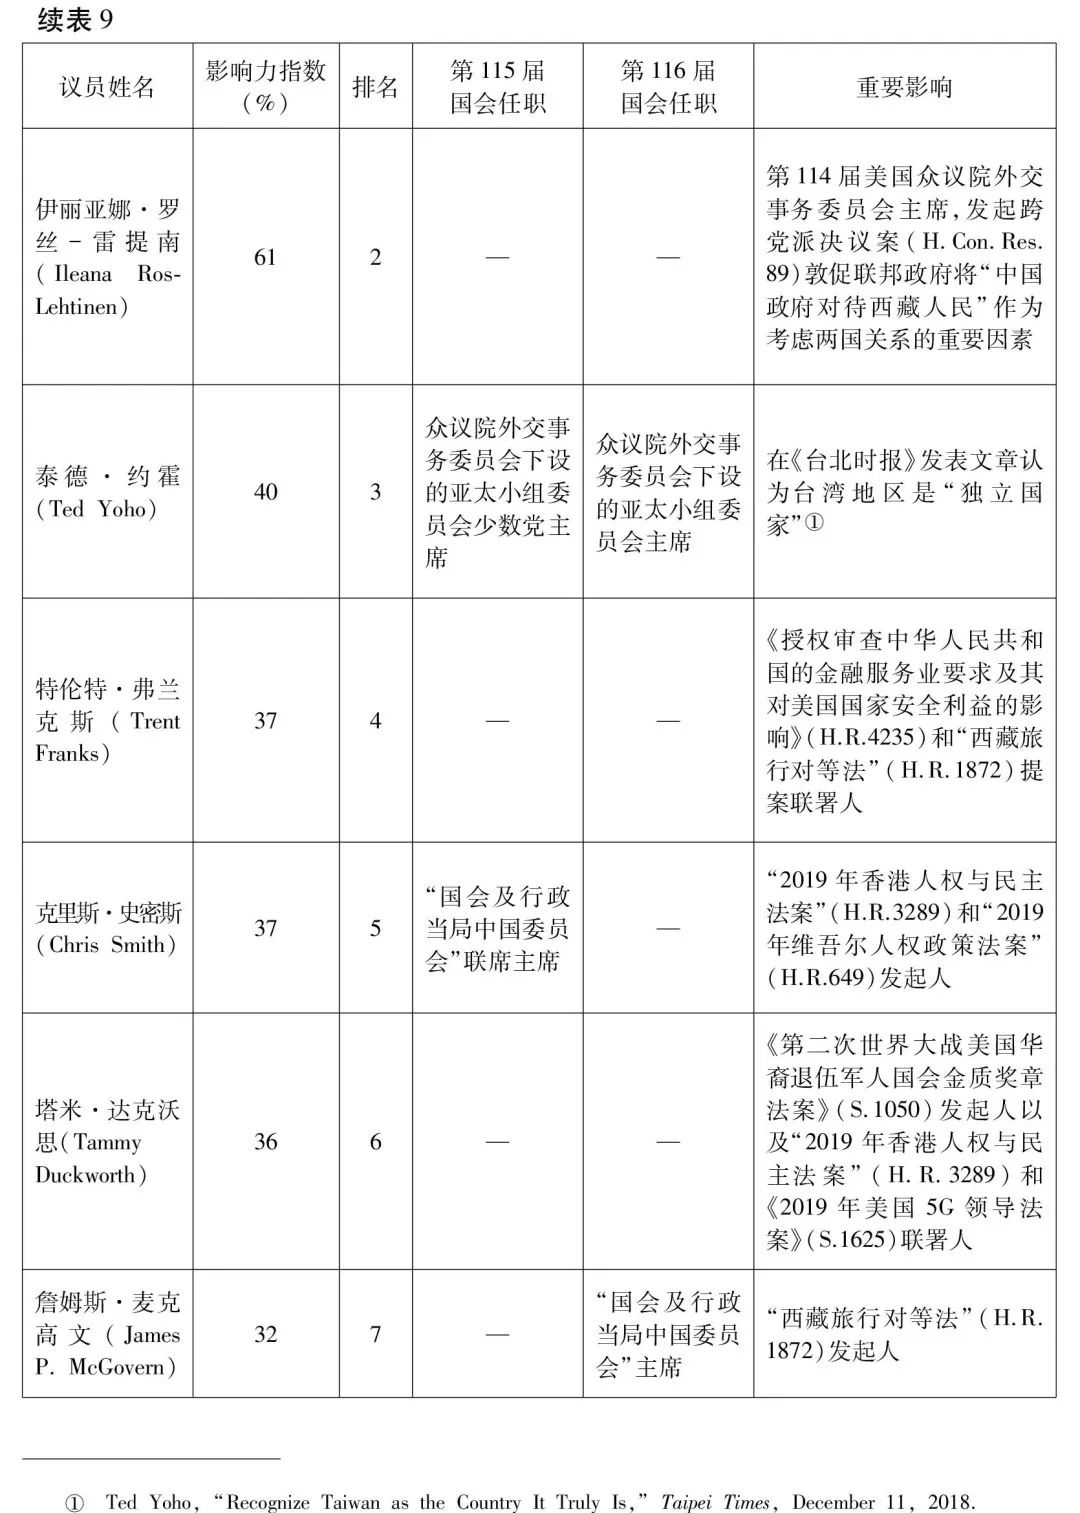 续表 9
议员姓名
影响力指数
(%)
排名
第 115 届
国会任职
第 116 届
国会任职
重要影响
伊丽亚娜·罗
丝-雷提南
(Ileana Ros-
Lehtinen)
61
2
—
—
第 114 届美国众议院外交
事务委员会主席,发起跨
党派决议案(H. Con. Res.
89)敦促联邦政府将“中国
政府对待西藏人民”作为
考虑两国关系的重要因素
泰德·约霍
(Ted Yoho)
40
3
众议院外交事
务委员会下设
的亚太小组委
员会少数党主
席
众议院外交事
务委员会下设
的亚太小组委
员会主席
在《台北时报》发表文章认
为台湾地区是“独立国
家”①
特伦特·弗兰
克斯(Trent
Franks)
37
4
—
—
《授权审查中华人民共和
国的金融服务业要求及其
对美国国家安全利益的影
响》(H.R.4235)和“西藏旅
行对等法”(H.R.1872)提
案联署人
克里斯·史密斯
(Chris Smith)
37
5
“国会及行政
当局中国委员
会”联席主席
—
“2019 年香港人权与民主
法案”(H.R.3289)和“2019
年维吾尔人权政策法案”
(H.R.649)发起人
塔米·达克沃
思(Tammy
Duckworth)
36
6
—
—
《第二次世界大战美国华
裔退伍军人国会金质奖章
法案》(S.1050)发起人以
及“2019 年香港人权与民
主法案”(H. R. 3289)和
《2019 年美国 5G 领导法
案》(S.1625)联署人
詹姆斯·麦克
高文(James
P. McGovern)
32
7
—
“国会及行政
当局中国委员
会”主席
“西藏旅行对等法”(H.R.
1872)发起人
① Ted Yoho, “Recognize Taiwan as the Country It Truly Is,” Taipei Times, December 11, 2018.